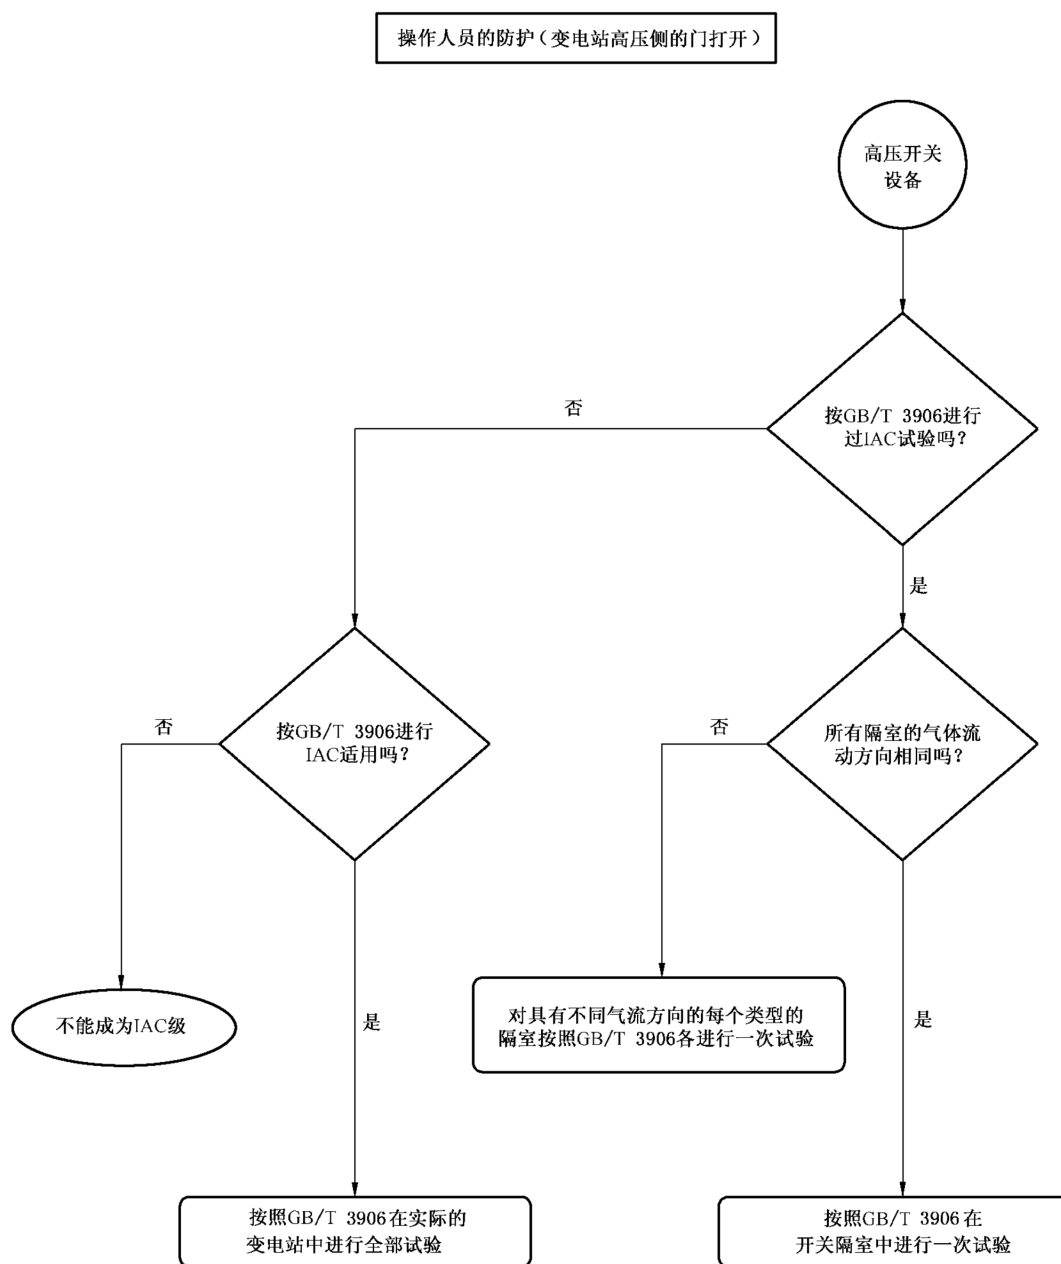 操作人员的防护(变电站高压侧的门打开)
高压开关
设备
否
按GB/T 3906进行
过IAC试验吗?
是
否
按GB/T 3906进行
IAC适用吗?
否
所有隔室的气体流
动方向相同吗?
不能成为IAC级
是
对具有不同气流方向的每个类型的
隔室按照GB/T 3906各进行一次试验
是
按照GB/T 3906在实际的
变电站中进行全部试验
按照GB/T 3906在
开关隔室中进行一次试验